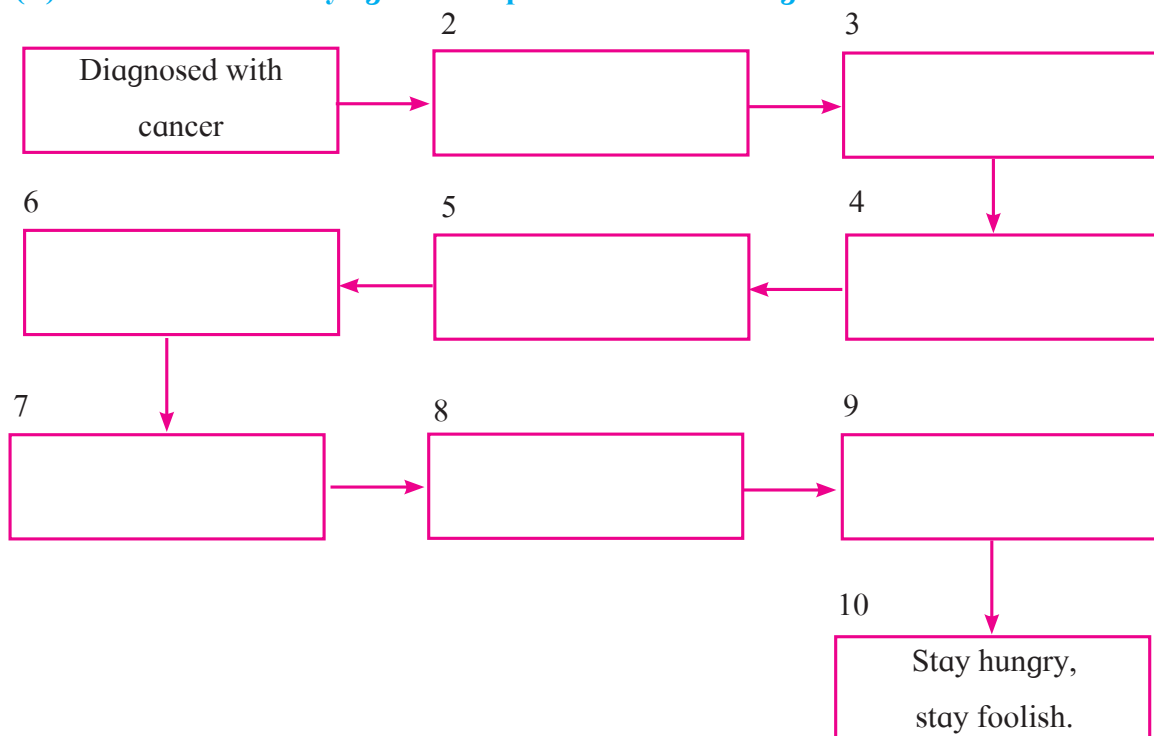 2 3
Diagnosed with
cancer
6 5 4
7 8 9
10
Stay hungry,
stay foolish.